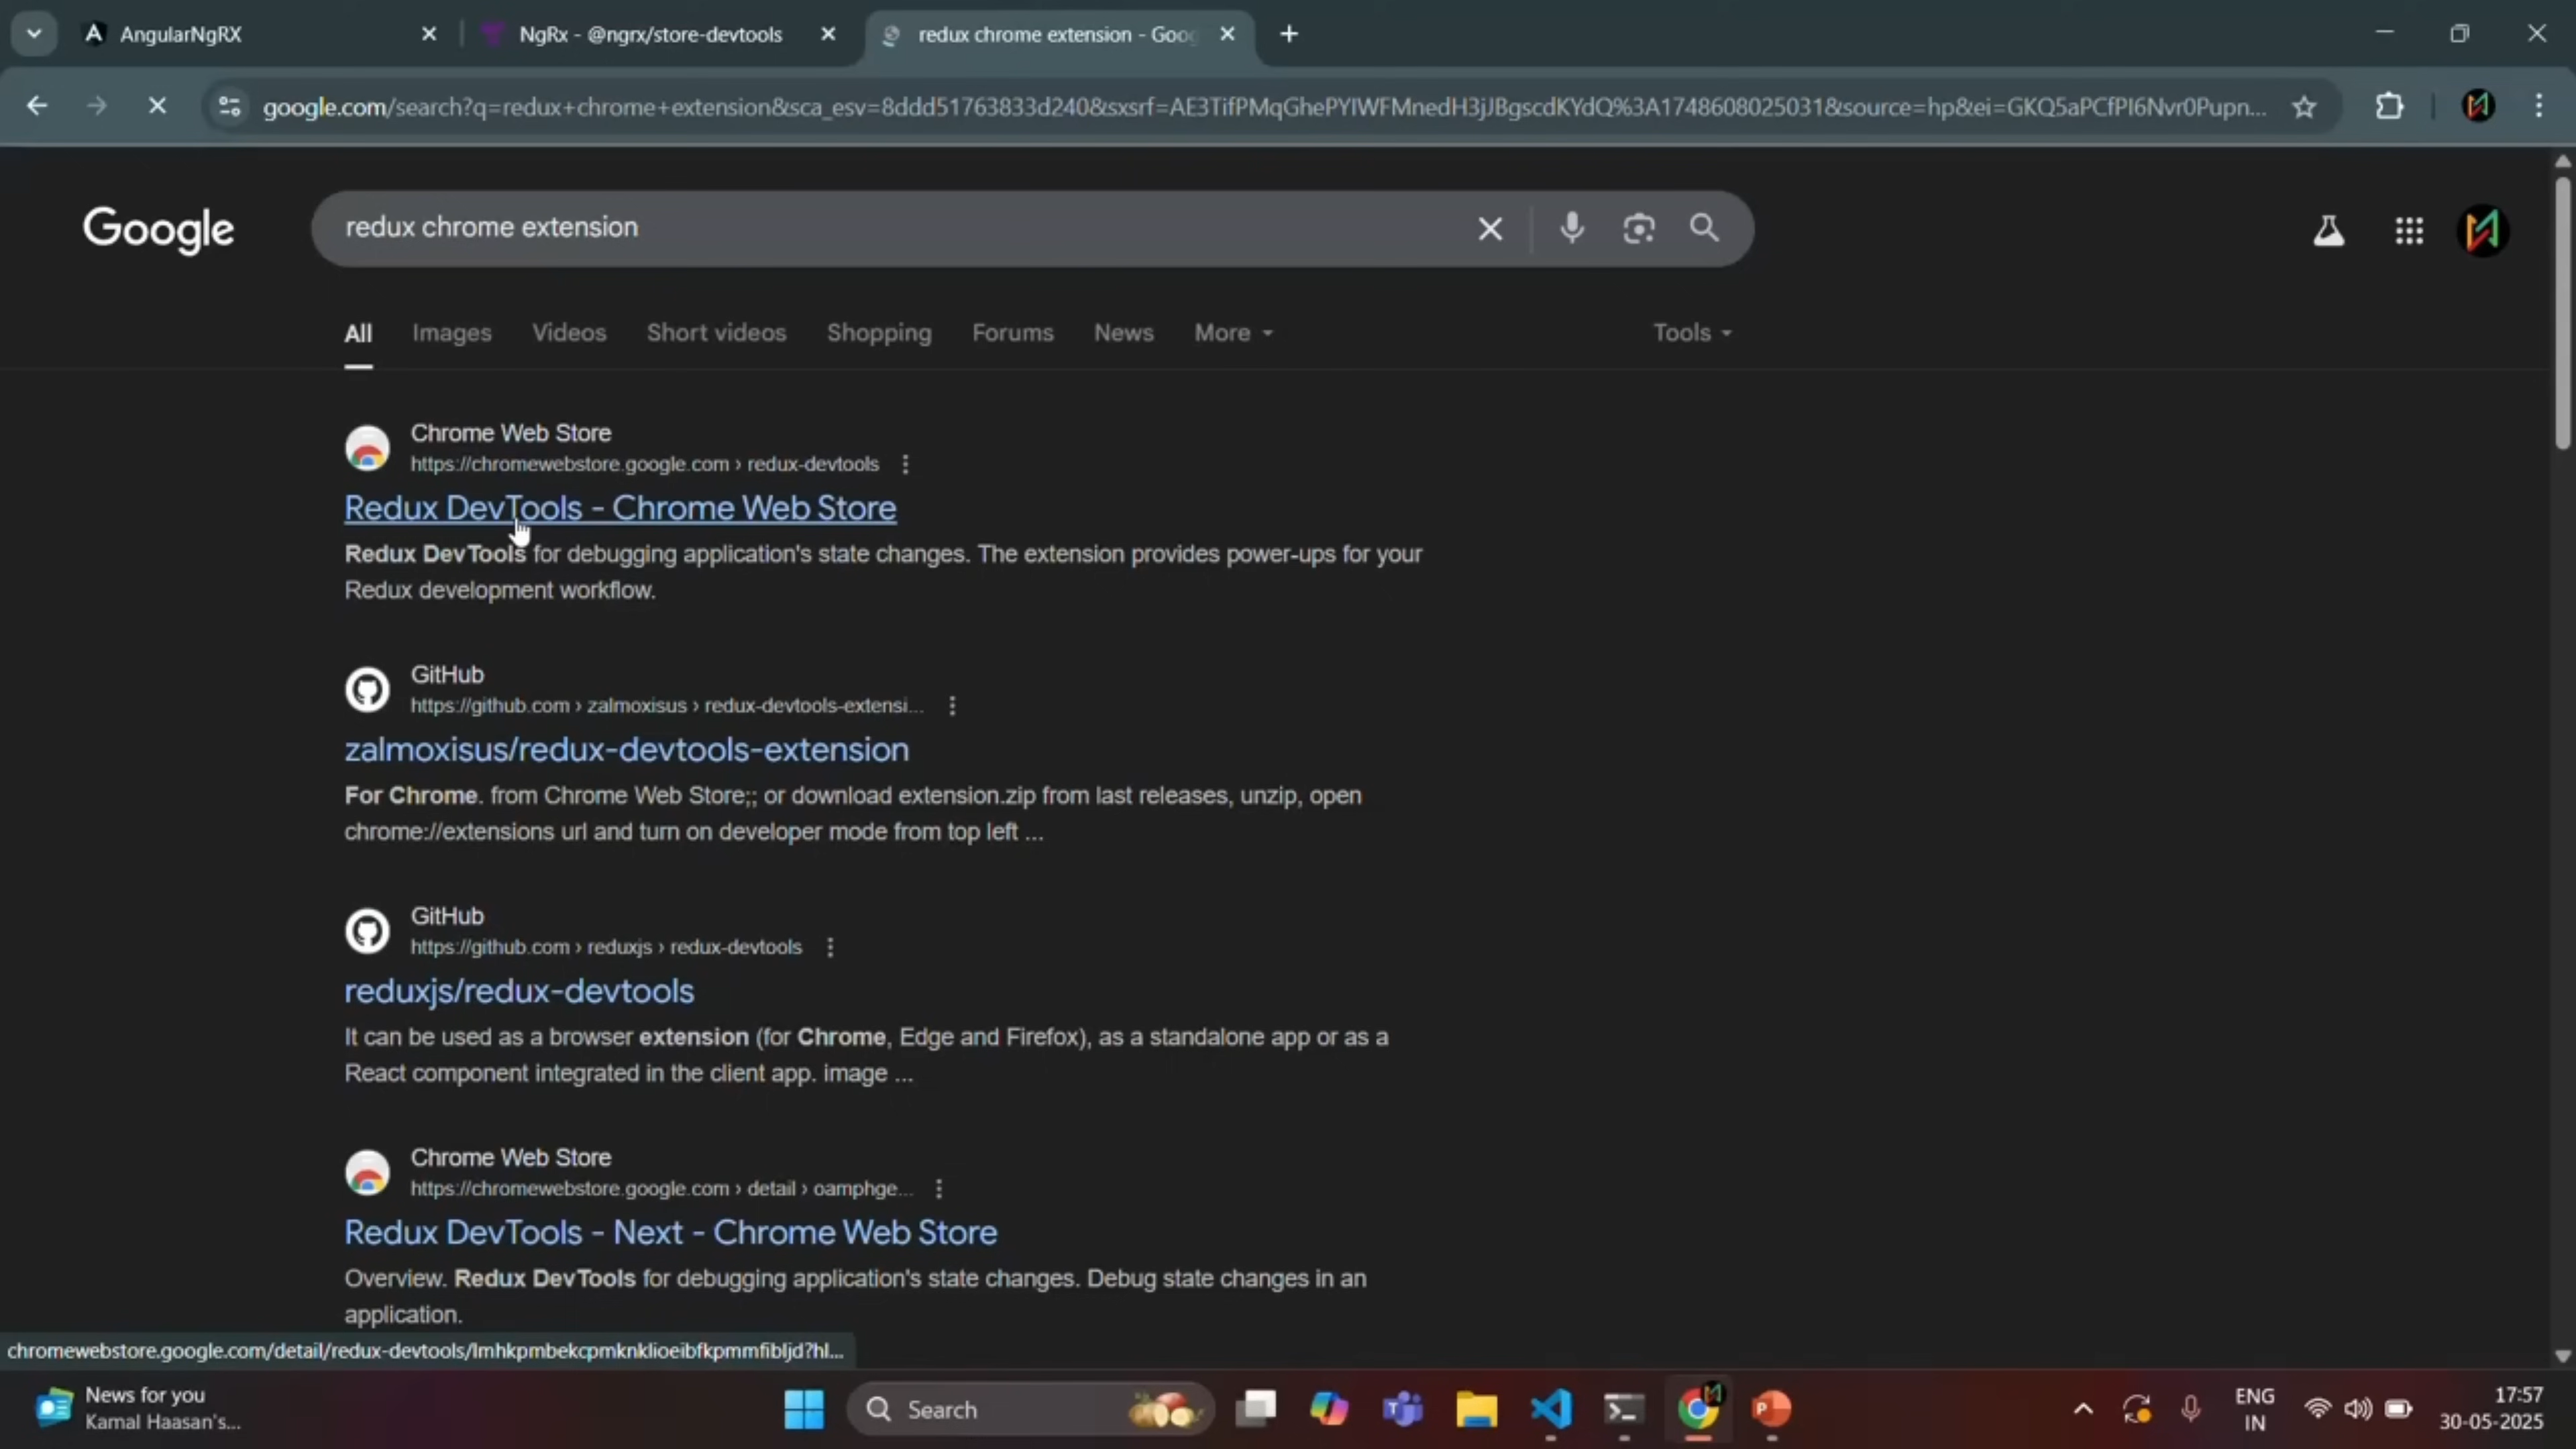 AngularNgRX
NgRx - @ngrx/store-devtools
redux chrome extension - Goog
google.com/search?q=redux+chrome+extension&sca_esv=8ddd51763833d240&sxsrf=AE3TifPMqGhePYIWFMnedH3jJBgscdKYdQ%3A1748608025031&source=hp&ei=GKQ5aPCfPI6Nvr0Pupn...
Google
redux chrome extension
All Images Videos Short videos Shopping Forums News More Tools
Chrome Web Store
https://chromewebstore.google.com › redux-devtools
Redux DevTools - Chrome Web Store
Redux DevTools for debugging application's state changes. The extension provides power-ups for your
Redux development workflow.
GitHub
https://github.com › zalmoxisus › redux-devtools-extensi...
zalmoxisus/redux-devtools-extension
For Chrome. from Chrome Web Store;; or download extension.zip from last releases, unzip, open
chrome://extensions url and turn on developer mode from top left ...
GitHub
https://github.com › reduxjs › redux-devtools
reduxjs/redux-devtools
It can be used as a browser extension (for Chrome, Edge and Firefox), as a standalone app or as a
React component integrated in the client app. image ...
Chrome Web Store
https://chromewebstore.google.com › detail › oamphge...
Redux DevTools - Next - Chrome Web Store
Overview. Redux DevTools for debugging application's state changes. Debug state changes in an
application.
chromewebstore.google.com/detail/redux-devtools/lmhkpmbekcpmknklioeibfkpmmfibljd?hl...
News for you
Kamal Haasan's...
Search
ENG
IN
17:57
30-05-2025